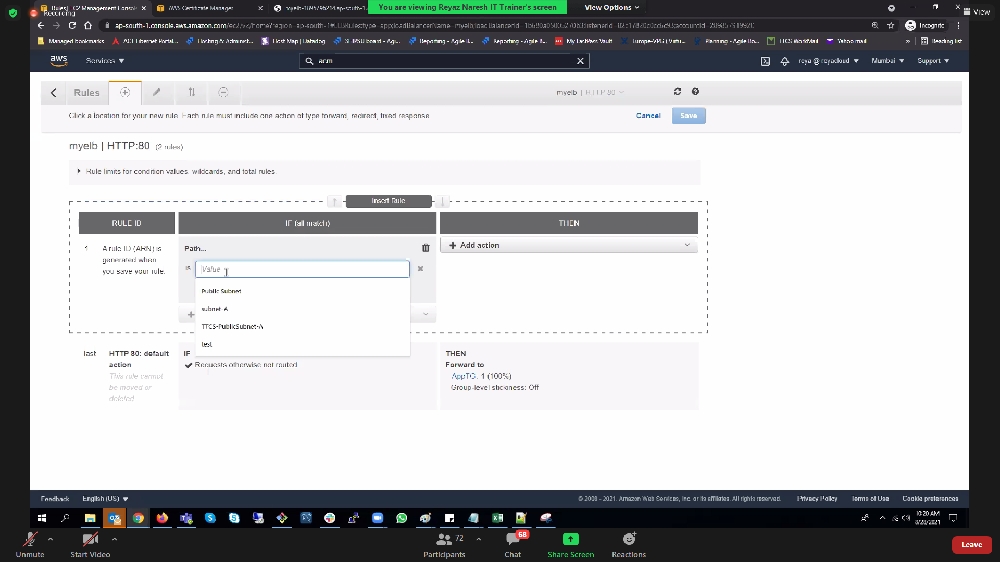 Rules | EC2 Management Console
AWS Certificate Manager
myelb-1895796214.ap-south-1.
You are viewing Reyaz Naresh IT Trainer's screen
View Options
View
Recording
ap-south-1.console.aws.amazon.com/ec2/v2/home?region=ap-south-1#ELBRules:type=app;loadBalancerName=myelb;loadBalancerId=1b680a05005270b3;listenerId=82c17820c0cc6c93;accountId=289857919920
Incognito
Managed bookmarks
ACT Fibernet Portal...
Hosting & Administ...
Host Map | Datadog
SHIPSU board - Agi...
Reporting - Agile B...
Reporting - Agile B...
My LastPass Vault
Europe-VPG (Virtu...
Planning - Agile Bo...
TTCS WorkMail
Yahoo mail
»
Reading list
aws
Services
acm
reya @ reyacloud
Mumbai
Support
Rules
myelb | HTTP:80
Click a location for your new rule. Each rule must include one action of type forward, redirect, fixed response.
Cancel
Save
myelb | HTTP:80 (2 rules)
Rule limits for condition values, wildcards, and total rules.
Insert Rule
RULE ID
IF (all match)
THEN
1
A rule ID (ARN) is
generated when
you save your rule.
Path...
is
Value
Public Subnet
subnet-A
TTCS-PublicSubnet-A
test
Add action
last
HTTP 80: default
action
This rule cannot
be moved or
deleted
IF
Requests otherwise not routed
THEN
Forward to
AppTG: 1 (100%)
Group-level stickiness: Off
Feedback
English (US)
© 2008 - 2021, Amazon Web Services, Inc. or its affiliates. All rights reserved.
Privacy Policy
Terms of Use
Cookie preferences
10:20 AM
8/28/2021
Unmute
Start Video
72
Participants
68
Chat
Share Screen
Reactions
Leave